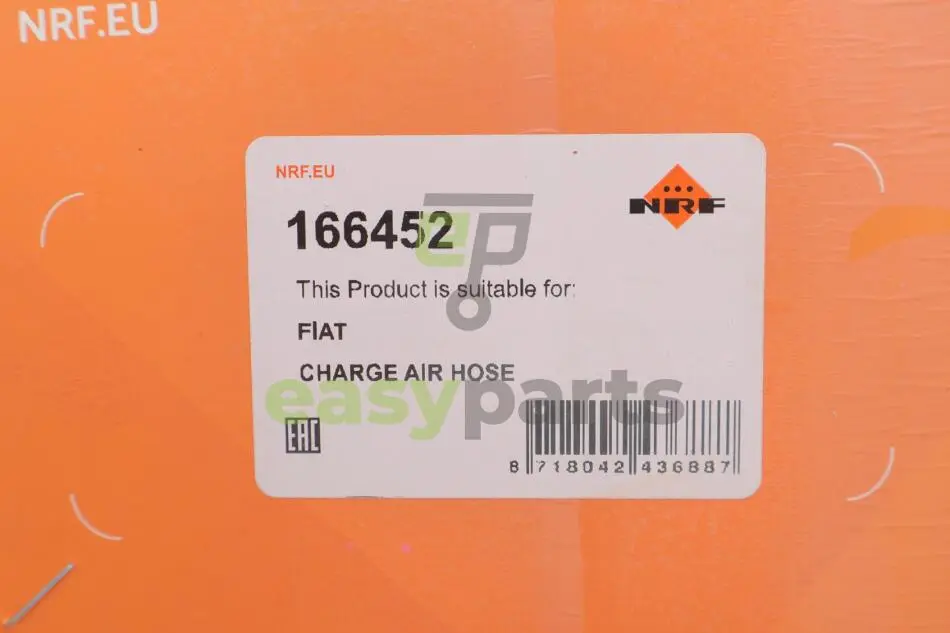 NRF.EU
NRF.EU
NRF
166452
This Product is suitable for:
FIAT
CHARGE AIR HOSE
easyparts
EAC
8 718042 436887